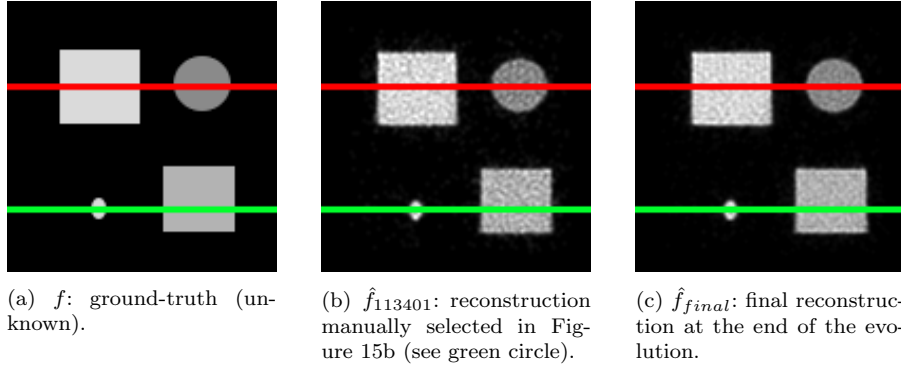 (a) f: ground-truth (un-
known).
(b) f̂₁₁₃₄₀₁: reconstruction
manually selected in Fig-
ure 15b (see green circle).
(c) f̂_final: final reconstruc-
tion at the end of the evo-
lution.